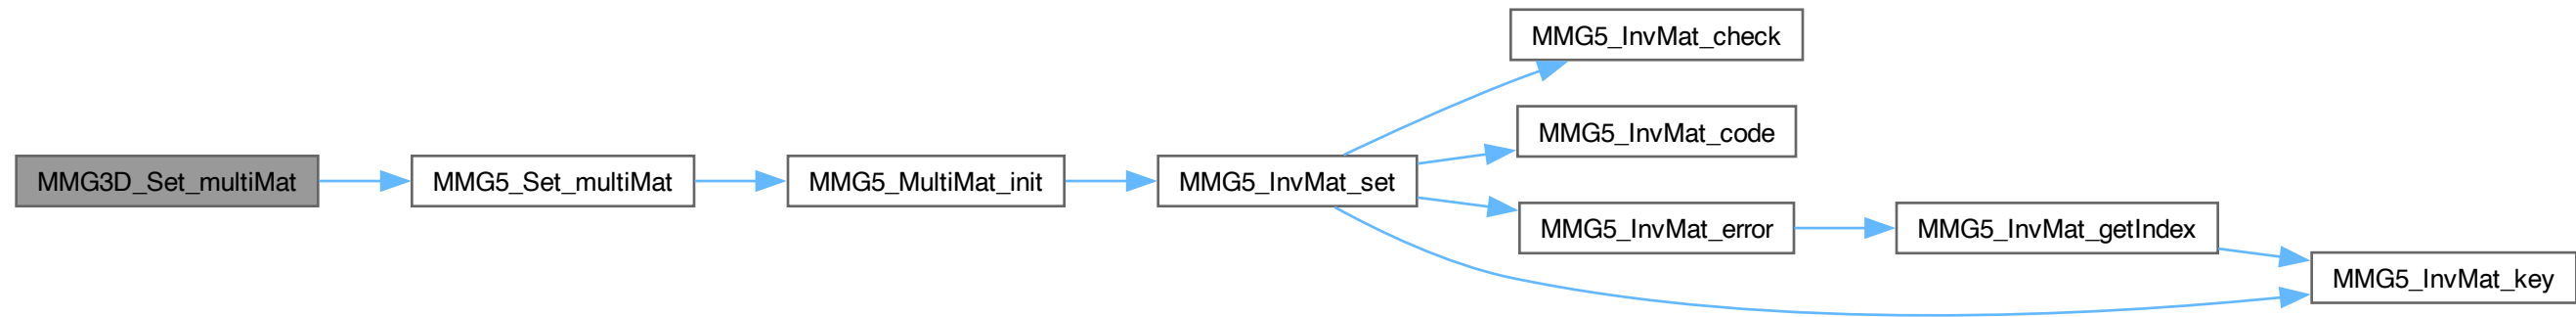 MMG3D_Set_multiMat
MMG5_Set_multiMat
MMG5_MultiMat_init
MMG5_InvMat_set
MMG5_InvMat_check
MMG5_InvMat_code
MMG5_InvMat_error
MMG5_InvMat_getIndex
MMG5_InvMat_key